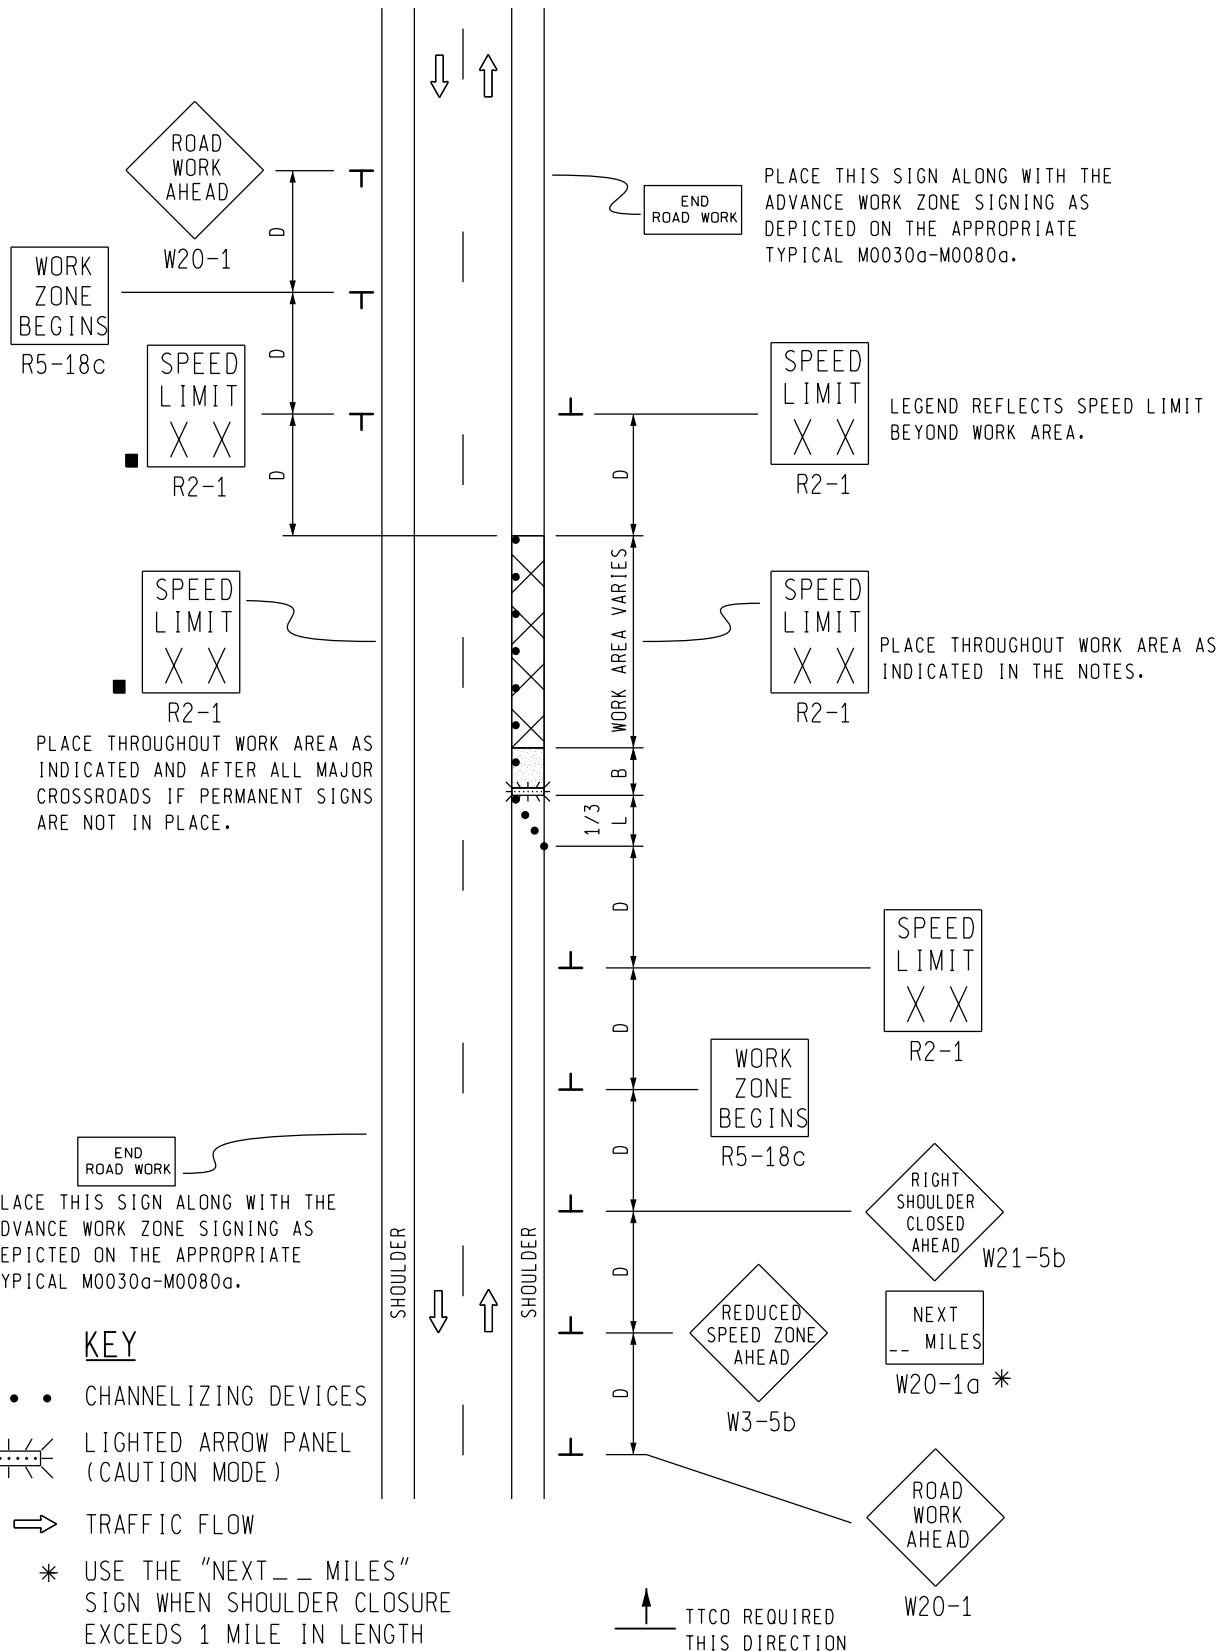 ROAD
WORK
AHEAD
W20-1
D
WORK
ZONE
BEGINS
R5-18c
D
SPEED
LIMIT
X X
R2-1
D
END
ROAD WORK
PLACE THIS SIGN ALONG WITH THE
ADVANCE WORK ZONE SIGNING AS
DEPICTED ON THE APPROPRIATE
TYPICAL M0030a-M0080a.
SPEED
LIMIT
X X
R2-1
LEGEND REFLECTS SPEED LIMIT
BEYOND WORK AREA.
D
SPEED
LIMIT
X X
R2-1
PLACE THROUGHOUT WORK AREA AS
INDICATED AND AFTER ALL MAJOR
CROSSROADS IF PERMANENT SIGNS
ARE NOT IN PLACE.
WORK AREA VARIES
SPEED
LIMIT
X X
R2-1
PLACE THROUGHOUT WORK AREA AS
INDICATED IN THE NOTES.
B
1/3
L
D
SPEED
LIMIT
X X
R2-1
D
WORK
ZONE
BEGINS
R5-18c
D
RIGHT
SHOULDER
CLOSED
AHEAD
W21-5b
D
REDUCED
SPEED ZONE
AHEAD
W3-5b
NEXT
__ MILES
W20-1a *
D
ROAD
WORK
AHEAD
W20-1
END
ROAD WORK
LACE THIS SIGN ALONG WITH THE
DVANCE WORK ZONE SIGNING AS
EPICTED ON THE APPROPRIATE
YPICAL M0030a-M0080a.
SHOULDER
SHOULDER
KEY
CHANNELIZING DEVICES
LIGHTED ARROW PANEL
(CAUTION MODE)
TRAFFIC FLOW
* USE THE "NEXT__ MILES"
SIGN WHEN SHOULDER CLOSURE
EXCEEDS 1 MILE IN LENGTH
TTCO REQUIRED
THIS DIRECTION